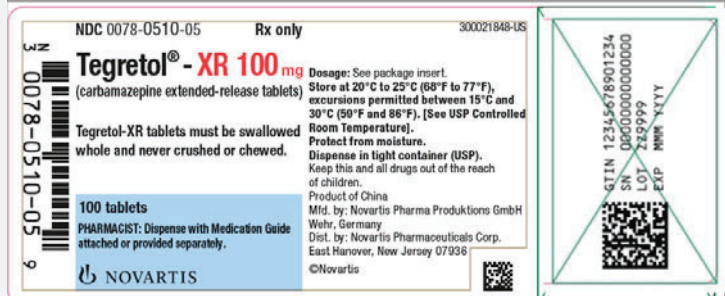 NDC 0078-0510-05 Rx only
300021848-US
Tegretol® - XR 100 mg
(carbamazepine extended-release tablets)
Tegretol-XR tablets must be swallowed
whole and never crushed or chewed.
100 tablets
PHARMACIST: Dispense with Medication Guide
attached or provided separately.
NOVARTIS
N
3 0078-0510-05 9
Dosage: See package insert.
Store at 20°C to 25°C (68°F to 77°F),
excursions permitted between 15°C and
30°C (59°F and 86°F). [See USP Controlled
Room Temperature].
Protect from moisture.
Dispense in tight container (USP).
Keep this and all drugs out of the reach
of children.
Product of China
Mfd. by: Novartis Pharma Produktions GmbH
Wehr, Germany
Dist. by: Novartis Pharmaceuticals Corp.
East Hanover, New Jersey 07936
©Novartis
GTIN 12345678901234
SN 00000000000000
LOT ZZ9999
EXP MMM YYYY